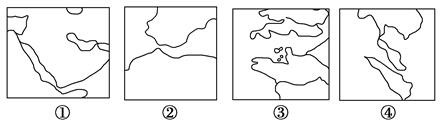 ① ② ③ ④